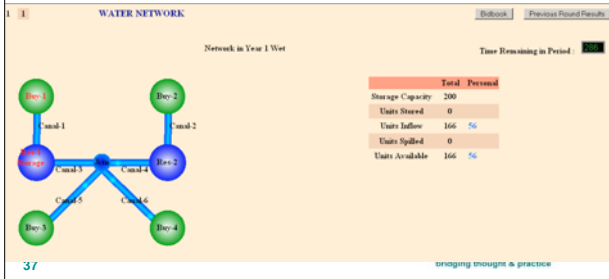 1 1 WATER NETWORK Bidbook Previous Round Results
Network in Year 1 Wet Time Remaining in Period : 286
Total Personal
Storage Capacity 200
Units Stored 0
Units Inflow 166 56
Units Spilled 0
Units Available 166 56
Buy-1 Buy-2
Canal-1 Canal-2
Storage Res-2
Canal-3 Canal-4
Canal-5 Canal-6
Buy-3 Buy-4
37 bridging thought & practice